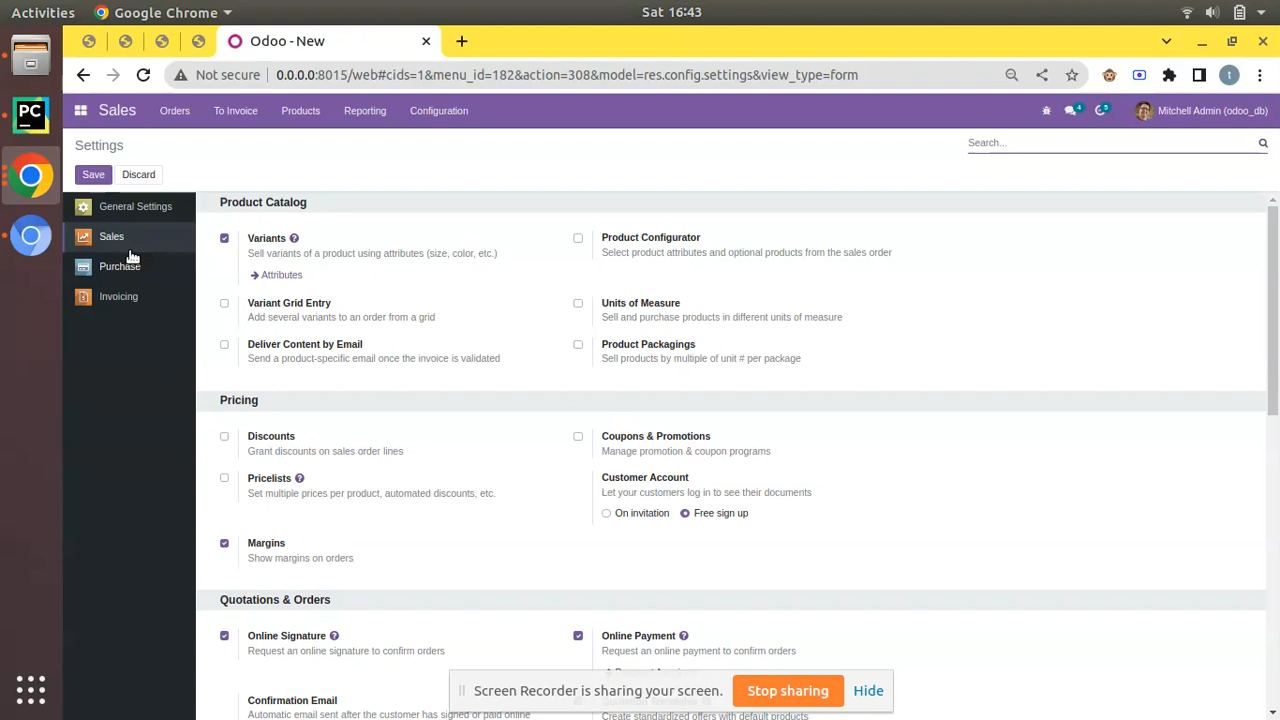 Activities Google Chrome Sat 16:43
Odoo - New
Not secure 0.0.0.0:8015/web#cids=1&menu_id=182&action=308&model=res.config.settings&view_type=form t
Sales Orders To Invoice Products Reporting Configuration 4 5 Mitchell Admin (odoo_db)
Settings Search...
Save Discard
General Settings
Sales
Purchase
Invoicing
Product Catalog
Variants Product Configurator
Sell variants of a product using attributes (size, color, etc.) Select product attributes and optional products from the sales order
Attributes
Variant Grid Entry Units of Measure
Add several variants to an order from a grid Sell and purchase products in different units of measure
Deliver Content by Email Product Packagings
Send a product-specific email once the invoice is validated Sell products by multiple of unit # per package
Pricing
Discounts Coupons & Promotions
Grant discounts on sales order lines Manage promotion & coupon programs
Pricelists Customer Account
Set multiple prices per product, automated discounts, etc. Let your customers log in to see their documents
On invitation Free sign up
Margins
Show margins on orders
Quotations & Orders
Online Signature Online Payment
Request an online signature to confirm orders Request an online payment to confirm orders
Screen Recorder is sharing your screen. Stop sharing Hide
Confirmation Email
Automatic email sent after the customer has signed or paid online Create standardized offers with default products
PC